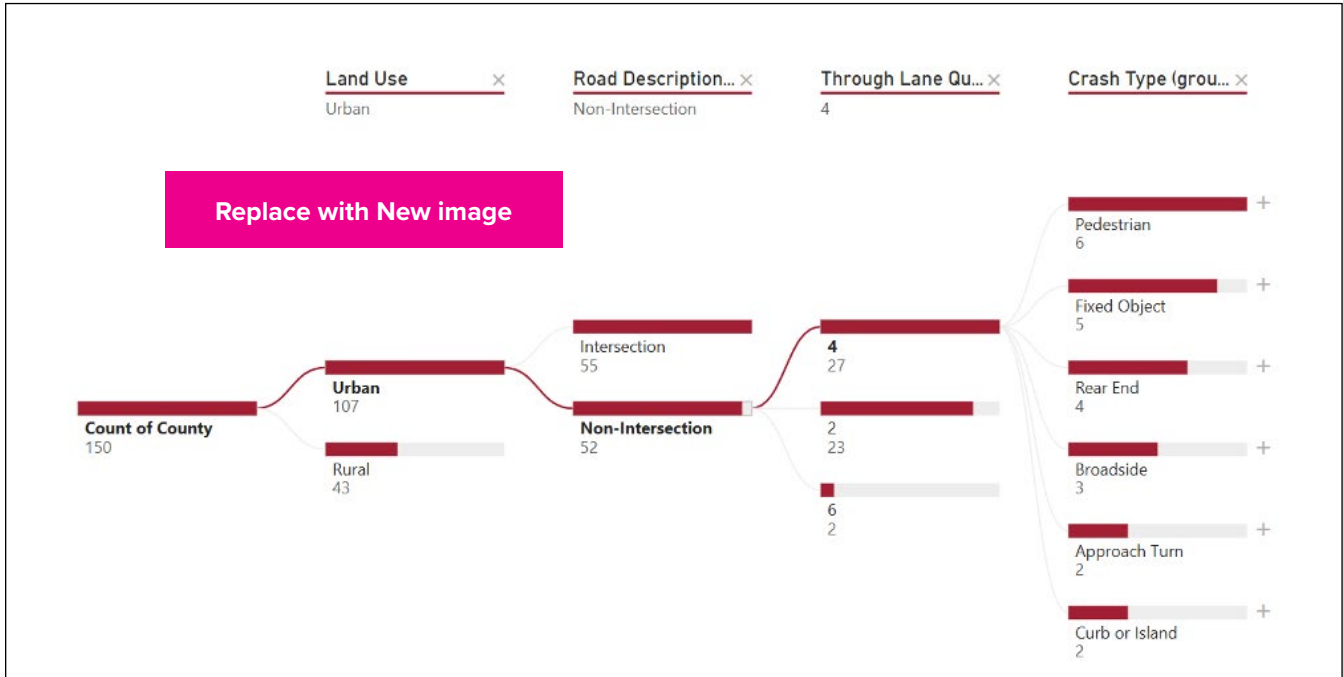 Land Use ×
Urban
Road Description... ×
Non-Intersection
Through Lane Qu... ×
4
Crash Type (grou... ×
Replace with New image
Count of County
150
Urban
107
Rural
43
Intersection
55
Non-Intersection
52
4
27
2
23
6
2
Pedestrian
6
Fixed Object
5
Rear End
4
Broadside
3
Approach Turn
2
Curb or Island
2